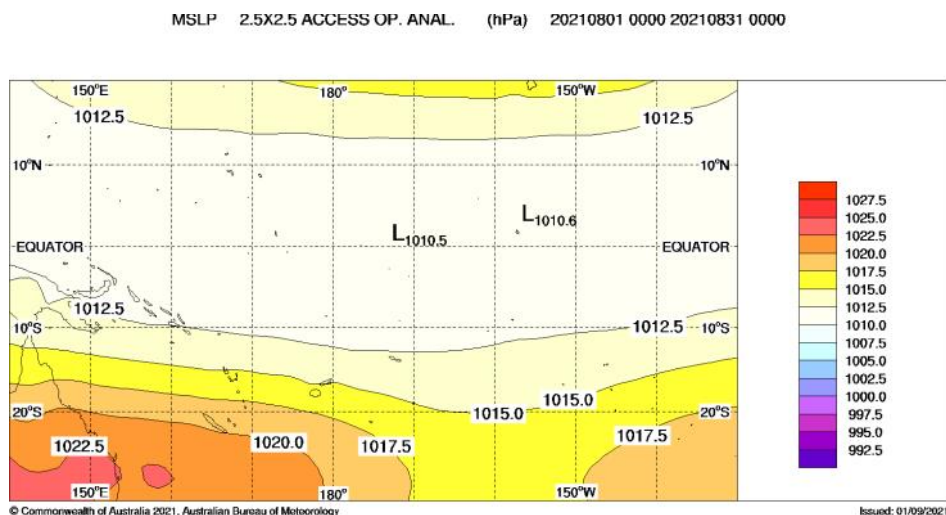 MSLP 2.5X2.5 ACCESS OP. ANAL. (hPa) 20210801 0000 20210831 0000
150°E 180° 150°W
1012.5 1012.5
10°N 10°N
L1010.6
L1010.5
EQUATOR EQUATOR
1012.5
10°S 1012.5 10°S
1015.0
20°S 1015.0 20°S
1022.5 1020.0 1017.5 1017.5
150°E 180° 150°W
1027.5
1025.0
1022.5
1020.0
1017.5
1015.0
1012.5
1010.0
1007.5
1005.0
1002.5
1000.0
997.5
995.0
992.5
© Commonwealth of Australia 2021, Australian Bureau of Meteorology Issued: 01/09/2021